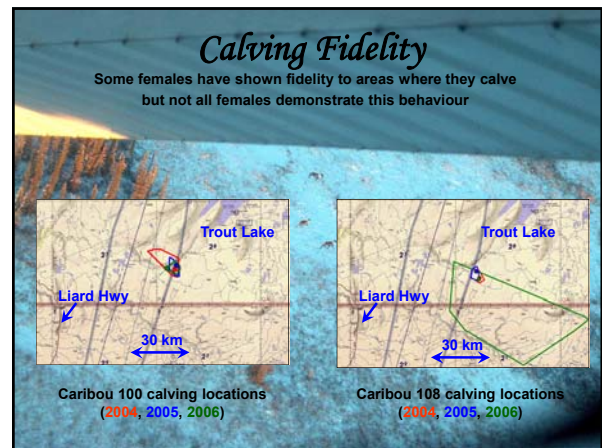 Calving Fidelity
Some females have shown fidelity to areas where they calve
but not all females demonstrate this behaviour
Trout Lake
Liard Hwy
30 km
Caribou 100 calving locations
(2004, 2005, 2006)
Trout Lake
Liard Hwy
30 km
Caribou 108 calving locations
(2004, 2005, 2006)